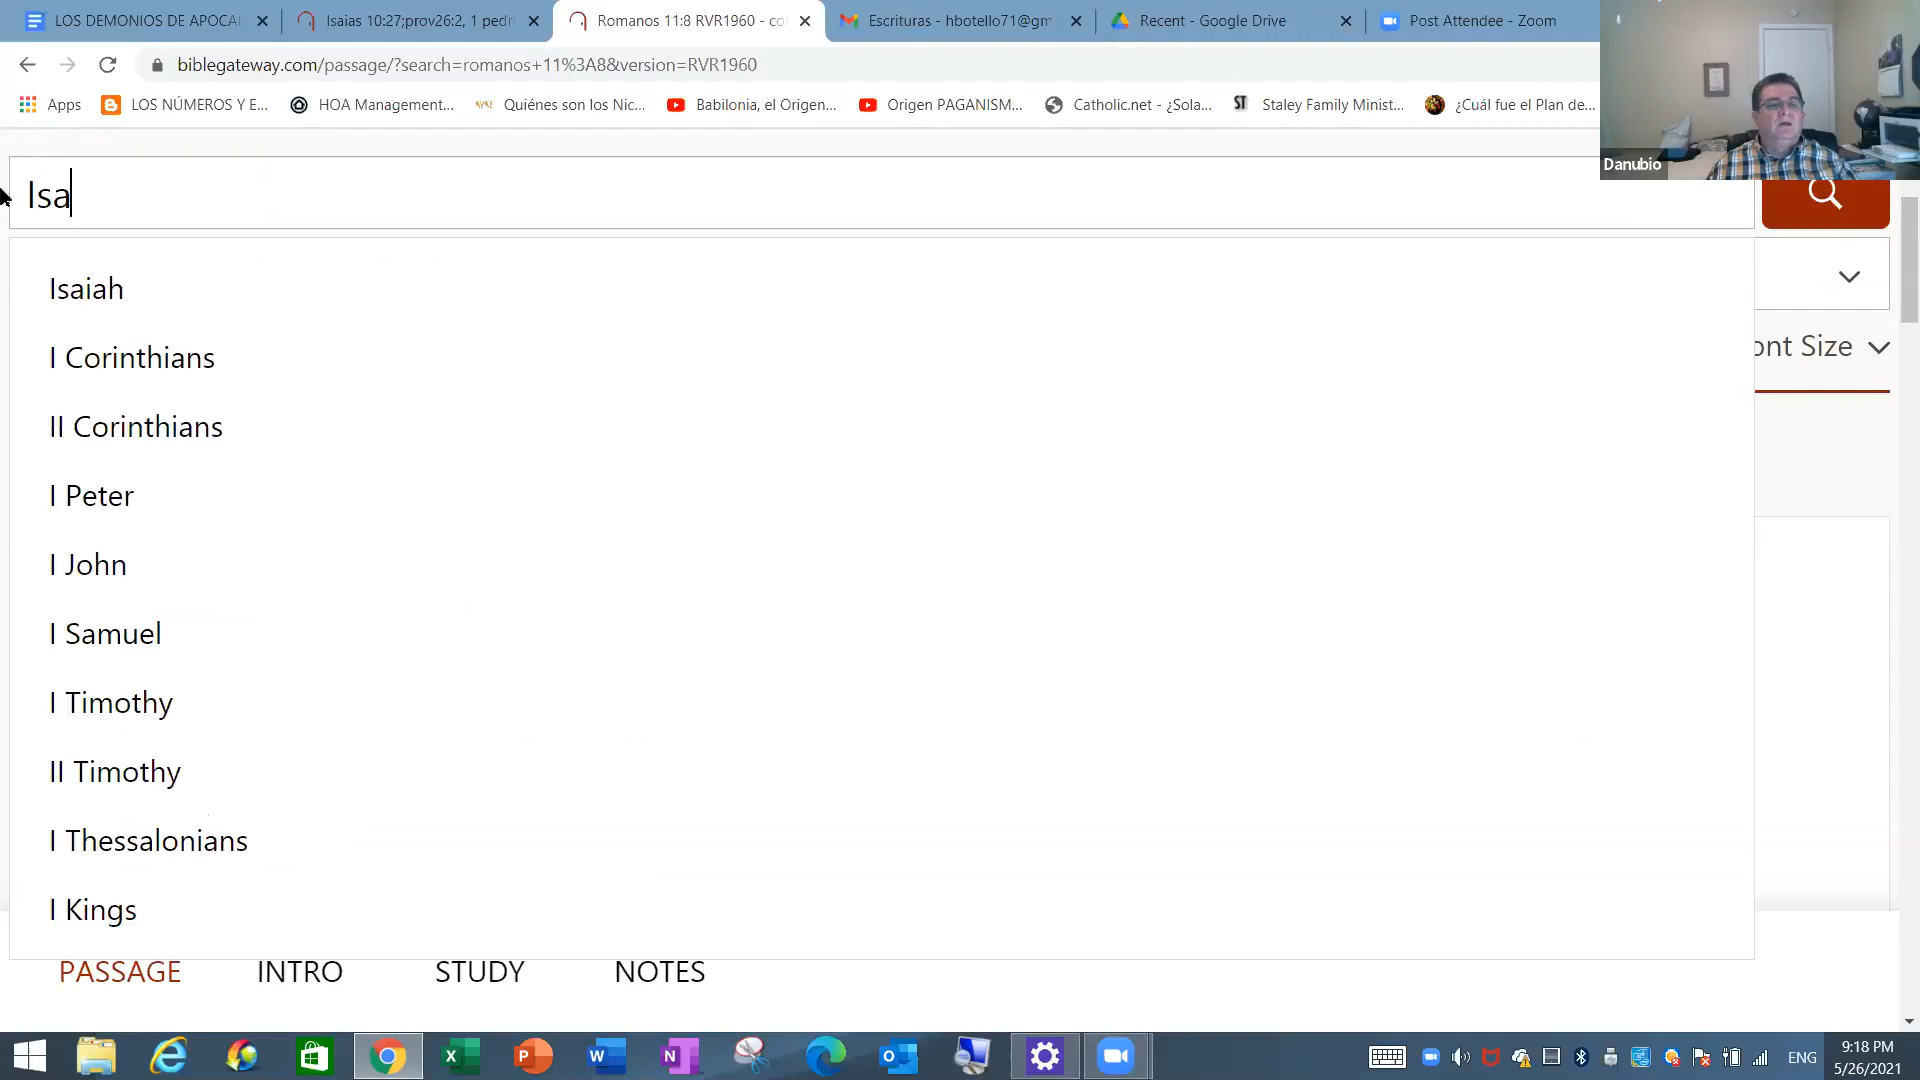 LOS DEMONIOS DE APOCAL
Isaias 10:27;prov26:2, 1 pedr
Romanos 11:8 RVR1960 - co
Escrituras - hbotello71@gm
Recent - Google Drive
Post Attendee - Zoom
biblegateway.com/passage/?search=romanos+11%3A8&version=RVR1960
Apps
LOS NÚMEROS Y E...
HOA Management...
Quiénes son los Nic...
Babilonia, el Origen...
Origen PAGANISM...
Catholic.net - ¿Sola...
ST
Staley Family Minist...
¿Cuál fue el Plan de...
Danubio
Isa
Isaiah
I Corinthians
II Corinthians
I Peter
I John
I Samuel
I Timothy
II Timothy
I Thessalonians
I Kings
ont Size
PASSAGE
INTRO
STUDY
NOTES
ENG
9:18 PM
5/26/2021